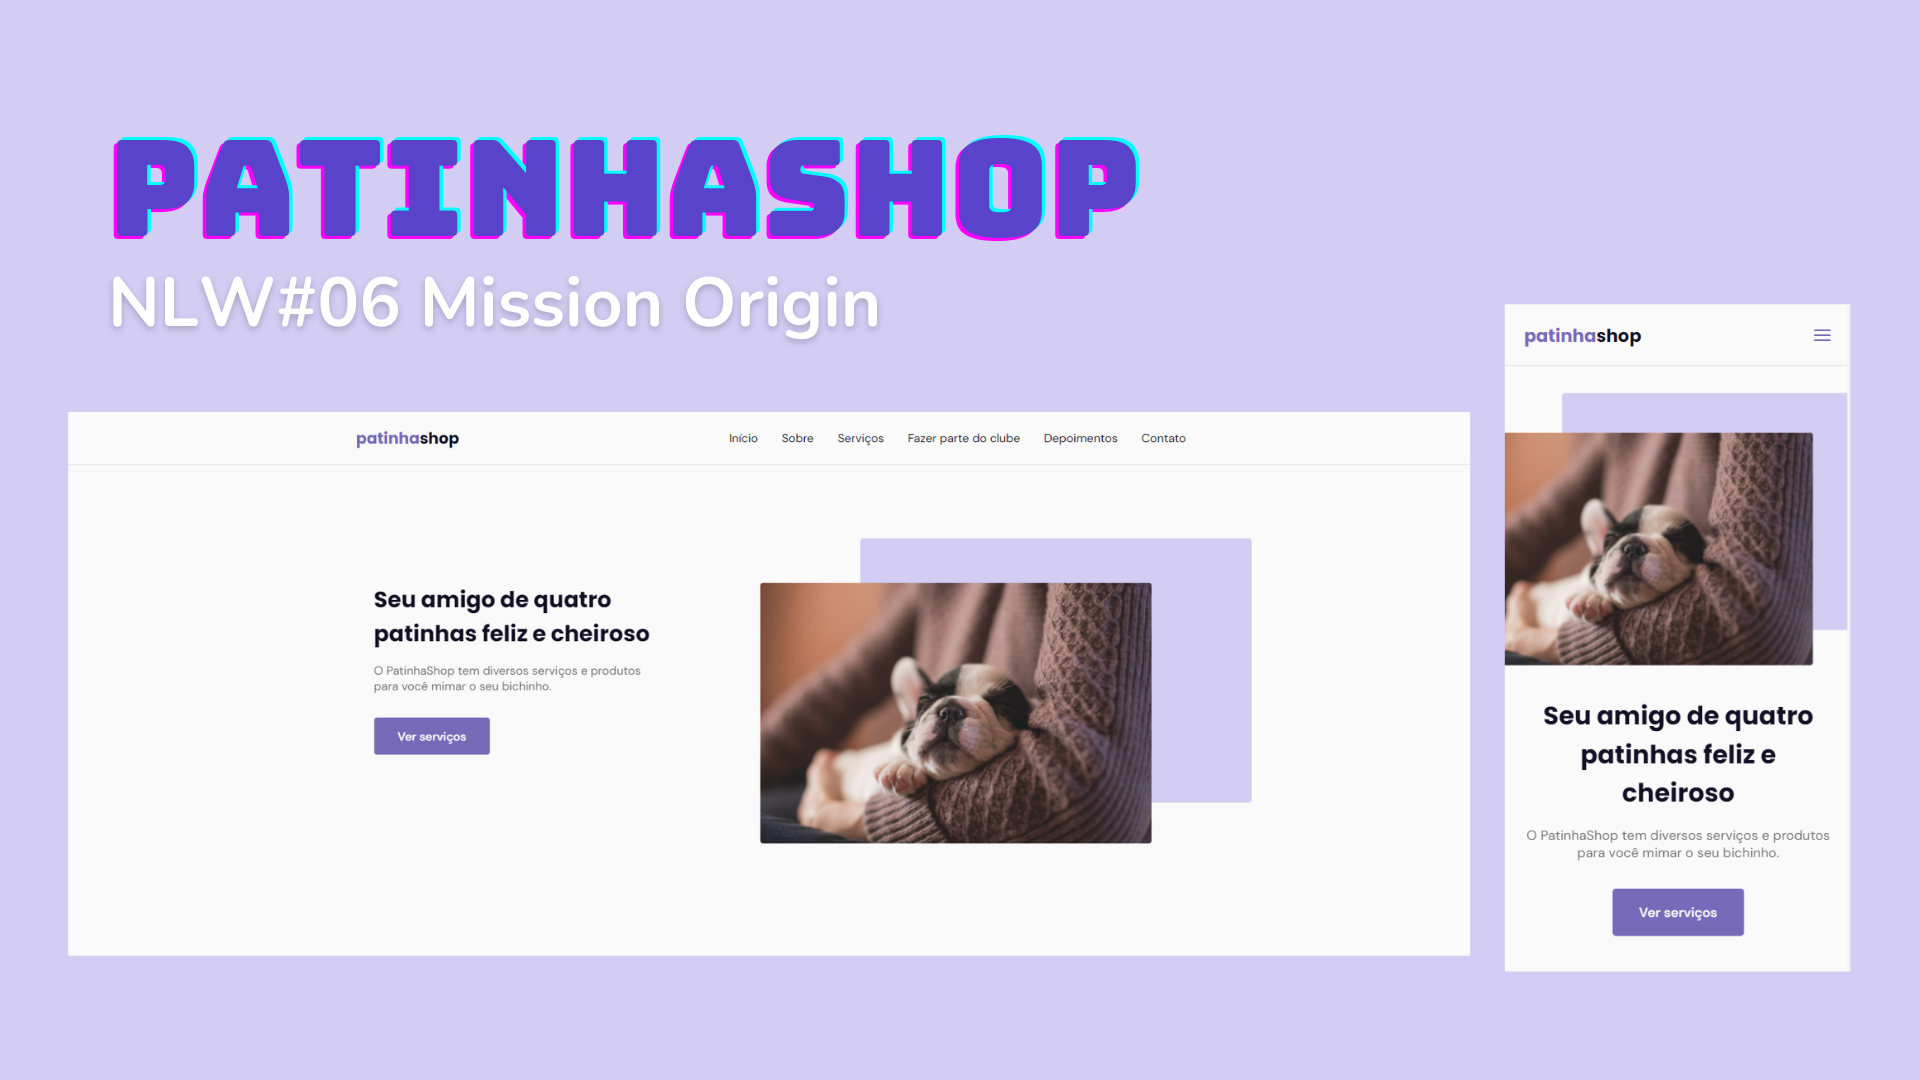 PATINHASHOP
NLW#06 Mission Origin
patinhashop
Início Sobre Serviços Fazer parte do clube Depoimentos Contato
Seu amigo de quatro
patinhas feliz e cheiroso
O PatinhaShop tem diversos serviços e produtos
para você mimar o seu bichinho.
Ver serviços
patinhashop
Seu amigo de quatro
patinhas feliz e
cheiroso
O PatinhaShop tem diversos serviços e produtos
para você mimar o seu bichinho.
Ver serviços